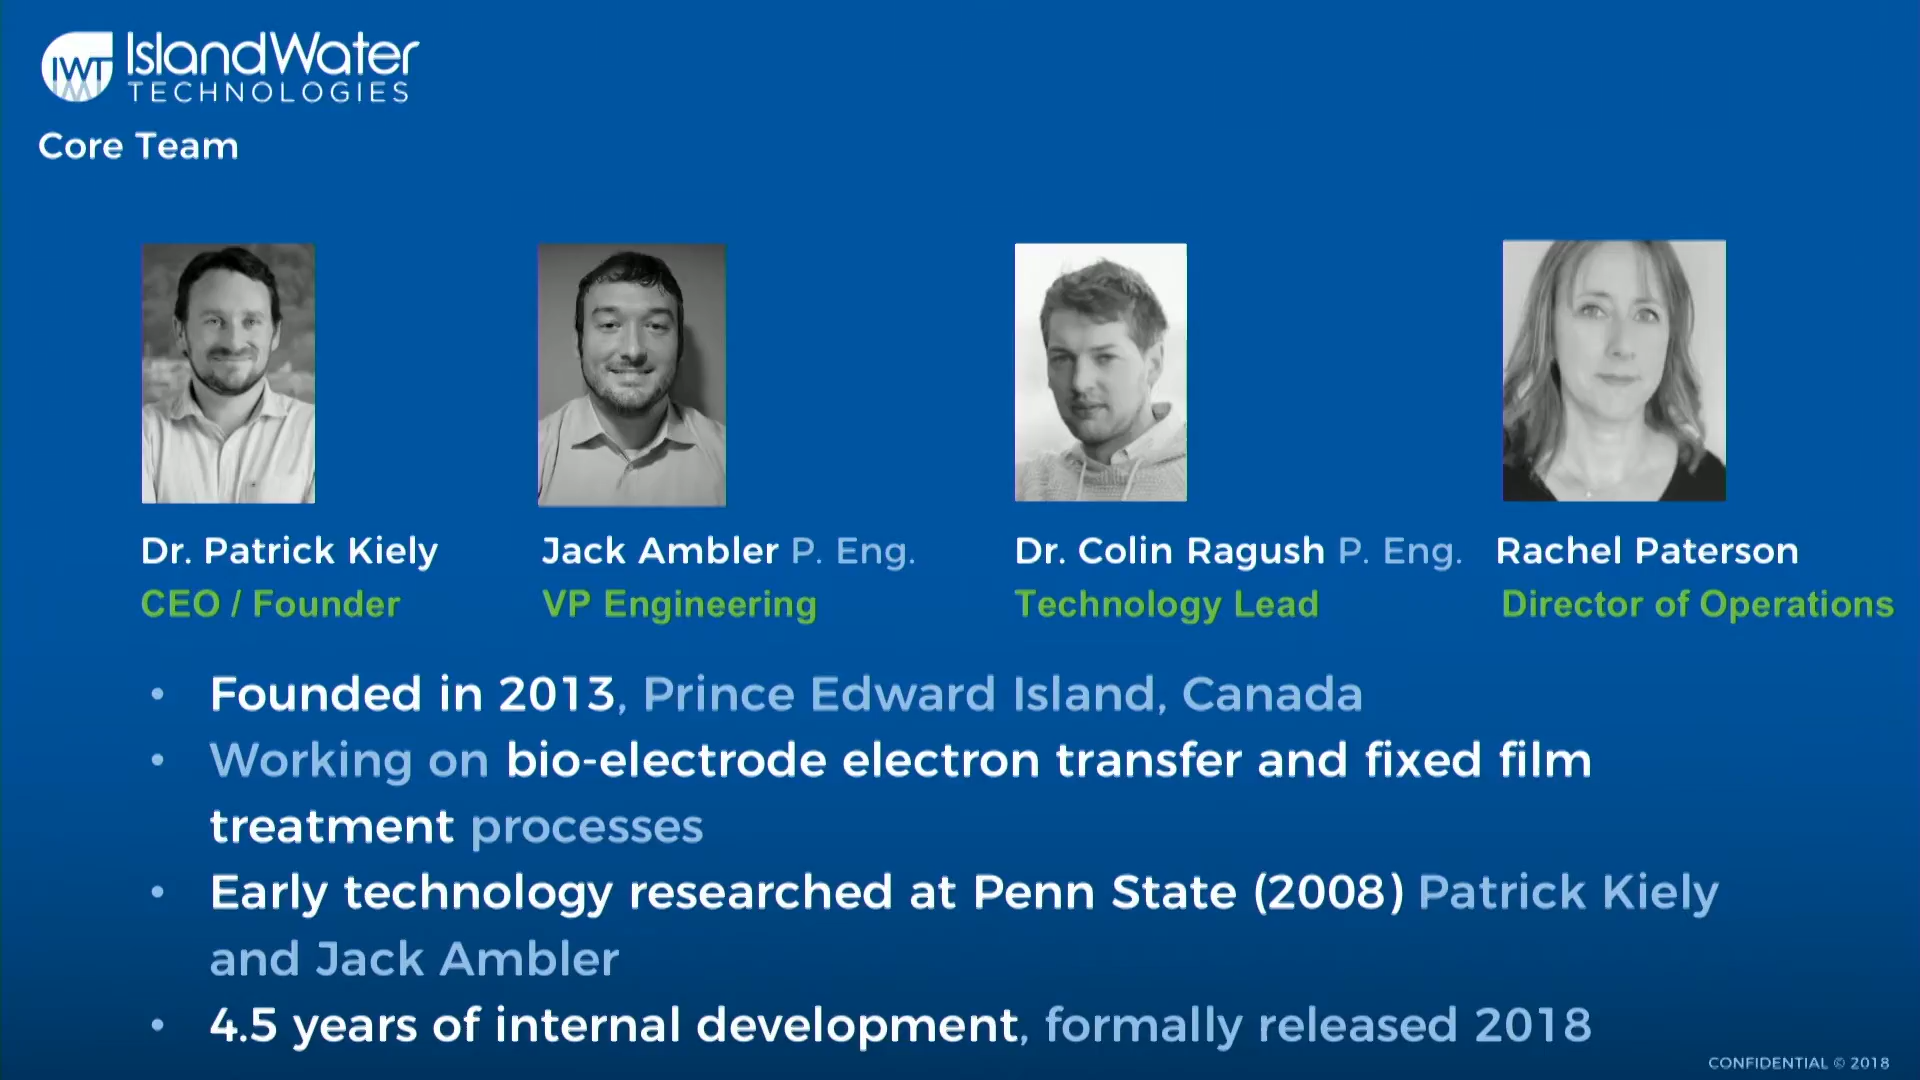 IWT IslandWater
TECHNOLOGIES
Core Team
Dr. Patrick Kiely
CEO / Founder
Jack Ambler P. Eng.
VP Engineering
Dr. Colin Ragush P. Eng.
Technology Lead
Rachel Paterson
Director of Operations
• Founded in 2013, Prince Edward Island, Canada
• Working on bio-electrode electron transfer and fixed film
treatment processes
• Early technology researched at Penn State (2008) Patrick Kiely
and Jack Ambler
• 4.5 years of internal development, formally released 2018
CONFIDENTIAL © 2018